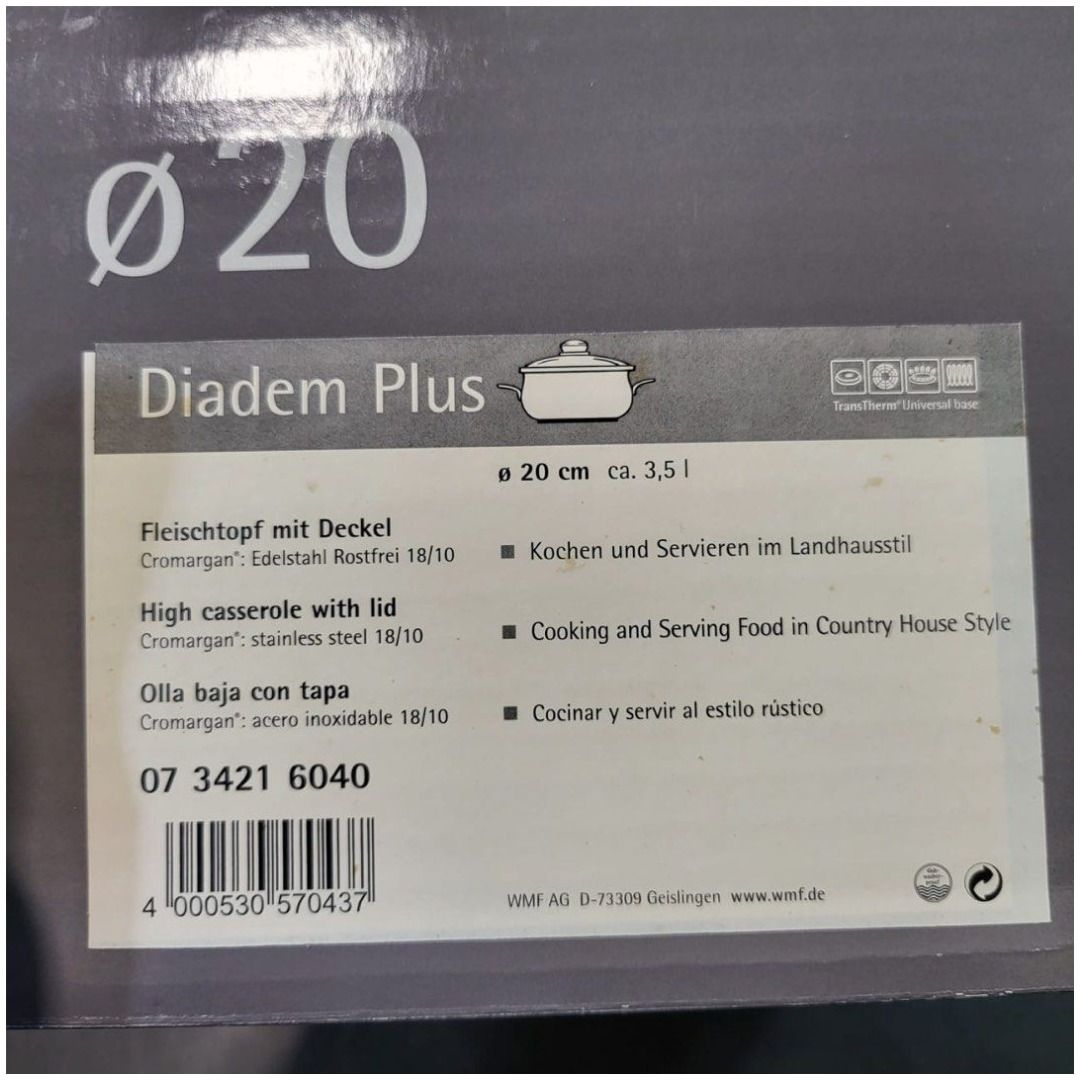 ø 20
Diadem Plus
TransTherm® Universal base
ø 20 cm ca. 3,5 l
Fleischtopf mit Deckel
Cromargan®: Edelstahl Rostfrei 18/10
■ Kochen und Servieren im Landhausstil
High casserole with lid
Cromargan®: stainless steel 18/10
■ Cooking and Serving Food in Country House Style
Olla baja con tapa
Cromargan®: acero inoxidable 18/10
■ Cocinar y servir al estilo rústico
07 3421 6040
4 000530 570437
WMF AG D-73309 Geislingen www.wmf.de